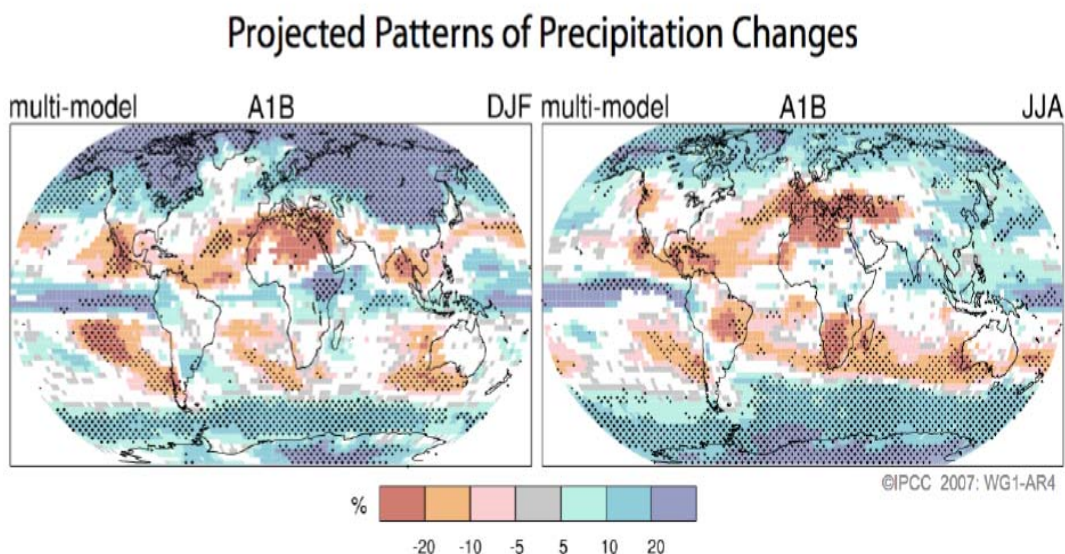 Projected Patterns of Precipitation Changes
multi-model A1B DJF
multi-model A1B JJA
©IPCC 2007: WG1-AR4
%
-20 -10 -5 5 10 20